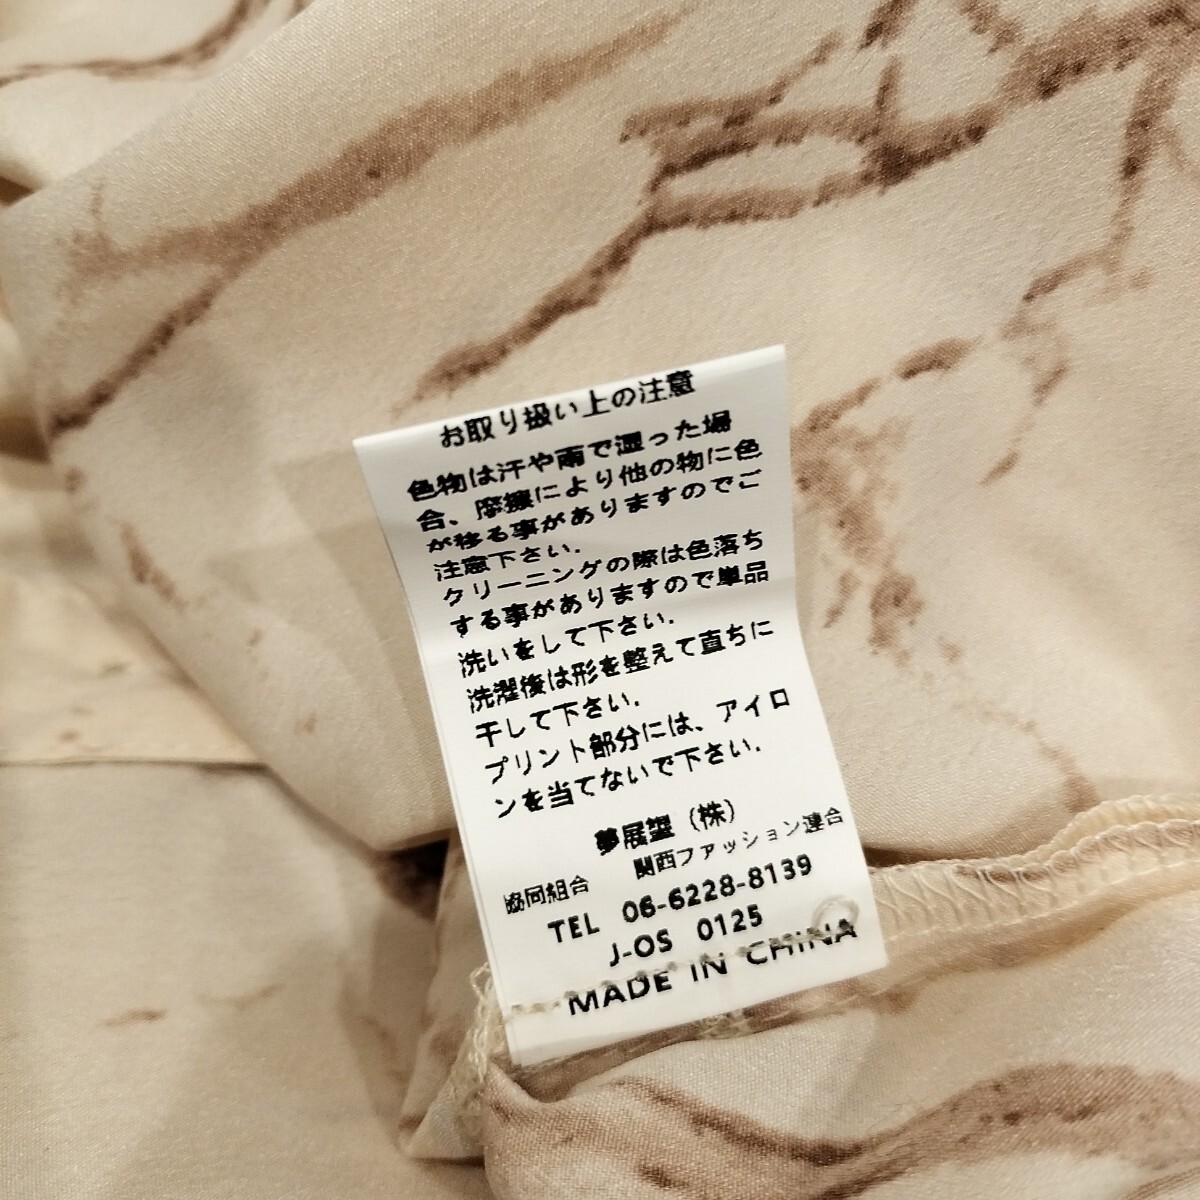 お取り扱い上の注意
色物は汗や雨で湿った場
合、摩擦により他の物に色
が移る事がありますのでご
注意下さい.
クリーニングの際は色落ち
する事がありますので単品
洗いをして下さい.
洗濯後は形を整えて直ちに
干して下さい.
プリント部分には、アイロ
ンを当てないで下さい.
夢展望（株）
関西ファッション連合
協同組合
TEL 06-6228-8139
J-OS 0125
MADE IN CHINA